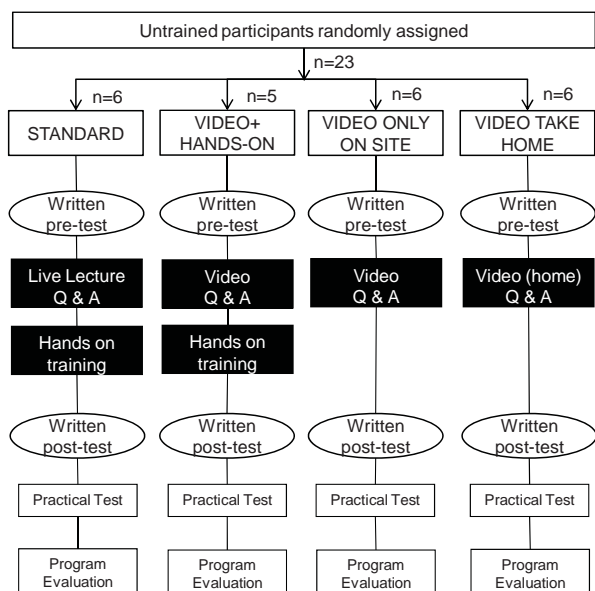 Untrained participants randomly assigned
n=23
n=6
n=5
n=6
n=6
STANDARD
VIDEO+
HANDS-ON
VIDEO ONLY
ON SITE
VIDEO TAKE
HOME
Written
pre-test
Written
pre-test
Written
pre-test
Written
pre-test
Live Lecture
Q & A
Video
Q & A
Video
Q & A
Video (home)
Q & A
Hands on
training
Hands on
training
Written
post-test
Written
post-test
Written
post-test
Written
post-test
Practical Test
Practical Test
Practical Test
Practical Test
Program
Evaluation
Program
Evaluation
Program
Evaluation
Program
Evaluation